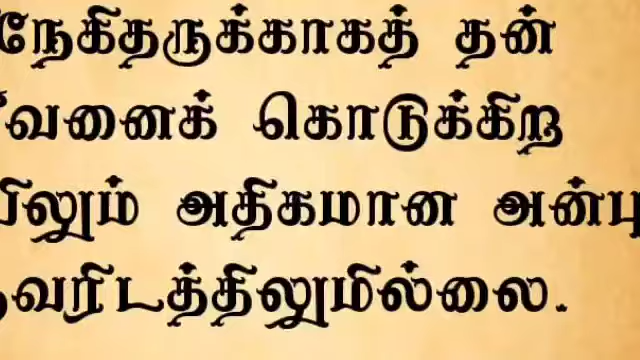 நேகிதருக்காகத் தன்
வனைக் கொடுக்கிற
லும் அதிகமான அன்பு
வரிடத்திலுமில்லை.